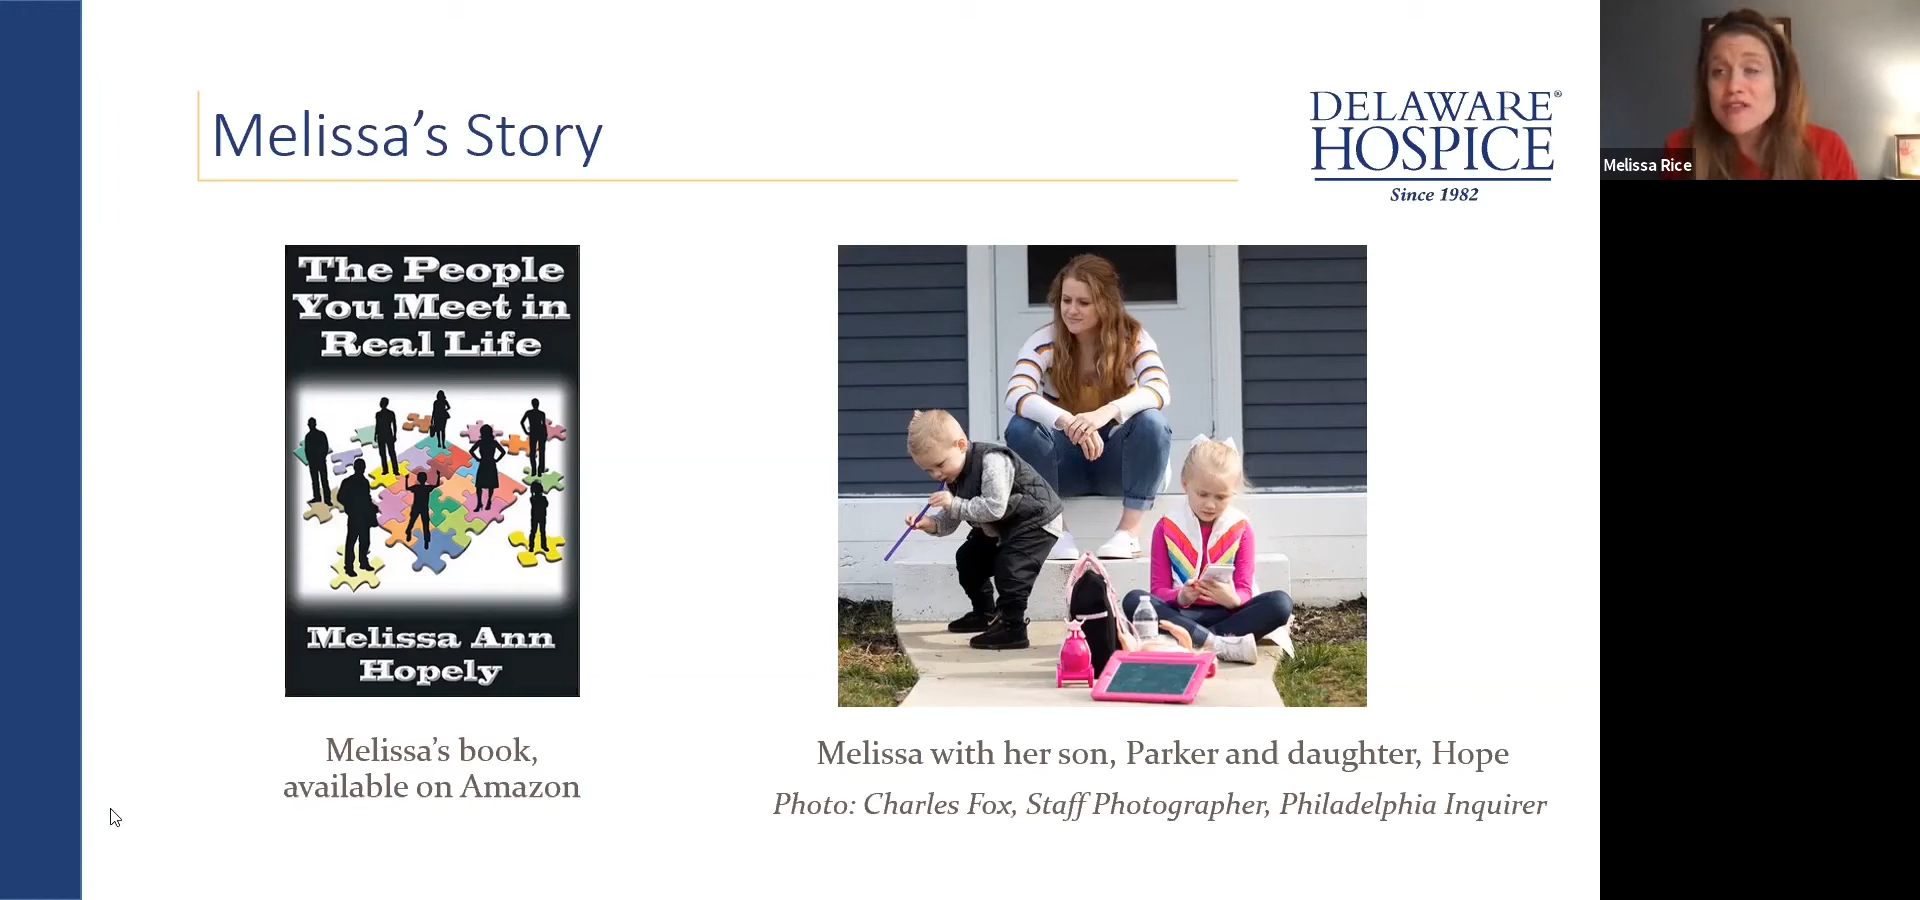 Melissa's Story
DELAWARE®
HOSPICE
Since 1982
Melissa Rice
The People
You Meet in
Real Life
Melissa Ann
Hopely
Melissa's book,
available on Amazon
Melissa with her son, Parker and daughter, Hope
Photo: Charles Fox, Staff Photographer, Philadelphia Inquirer